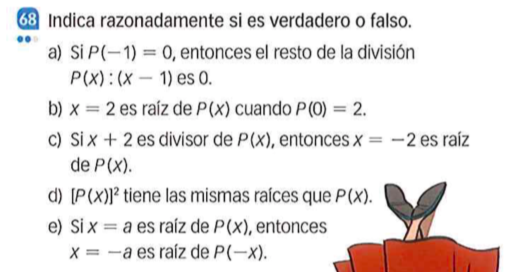 68 Indica razonadamente si es verdadero o falso.
a) Si P(−1) = 0, entonces el resto de la división
P(x) : (x − 1) es 0.
b) x = 2 es raíz de P(x) cuando P(0) = 2.
c) Si x + 2 es divisor de P(x), entonces x = −2 es raíz
de P(x).
d) [P(x)]² tiene las mismas raíces que P(x).
e) Si x = a es raíz de P(x), entonces
x = −a es raíz de P(−x).